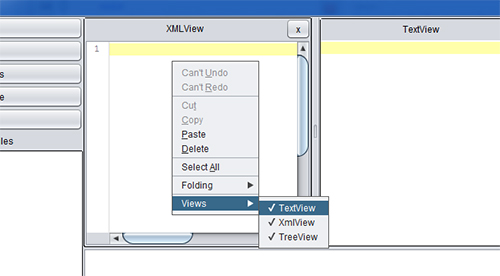 XMLView
x
TextView
1
s
e
les
Can't Undo
Can't Redo
Cut
Copy
Paste
Delete
Select All
Folding
Views
TextView
XmlView
TreeView